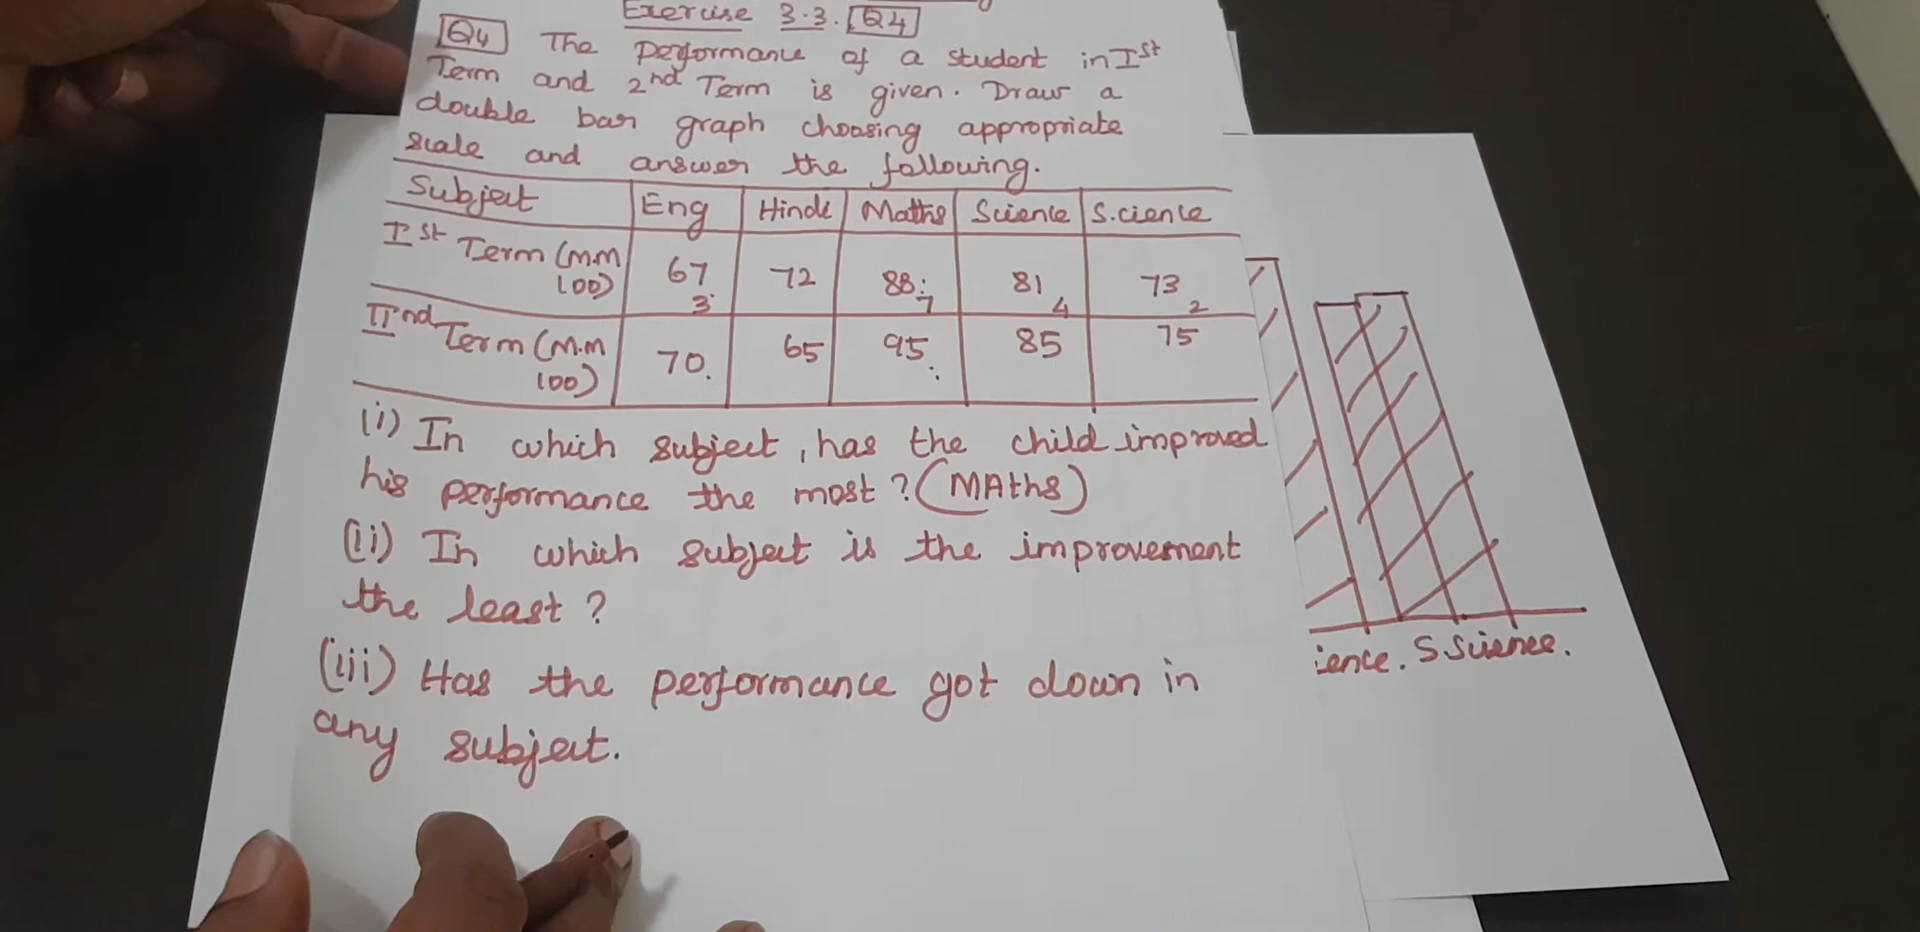 Exercise 3.3. Q4
Q4 The performance of a student in Ist
Term and 2nd Term is given. Draw a
double bar graph choosing appropriate
scale and answer the following.
Subject Eng Hindi Maths Science S.cience
Ist Term (M.M 100) 67 72 88 81 73
3 7 4 2
IInd Term (M.M 100) 70 65 95 85 75
(i) In which subject, has the child improved
his performance the most? (MAths)
(ii) In which subject is the improvement
the least?
(iii) Has the performance got down in
any subject.
ience. S.Science.